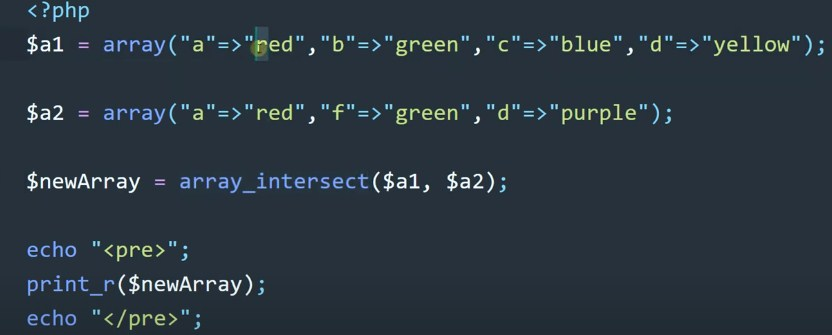 <?php
$a1 = array("a"=>"red","b"=>"green","c"=>"blue","d"=>"yellow");
$a2 = array("a"=>"red","f"=>"green","d"=>"purple");
$newArray = array_intersect($a1, $a2);
echo "<pre>";
print_r($newArray);
echo "</pre>";